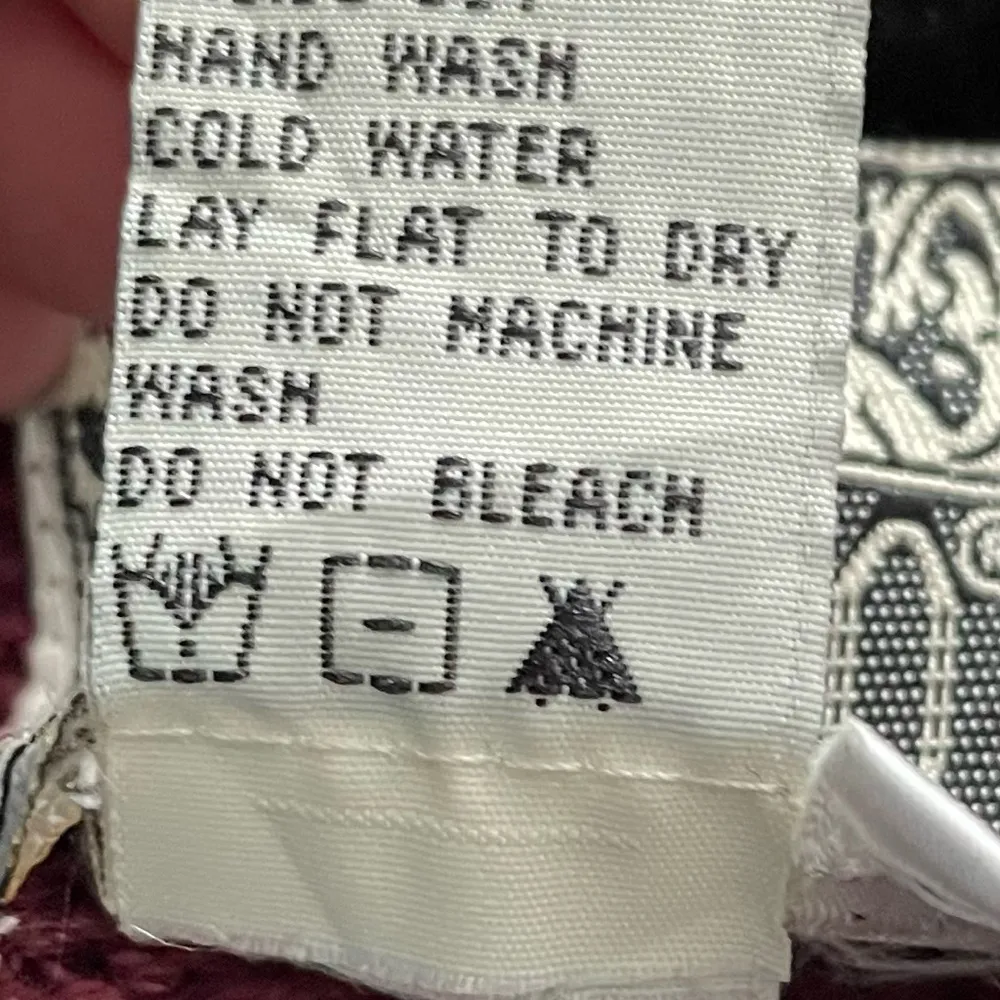 HAND WASH
COLD WATER
LAY FLAT TO DRY
DO NOT MACHINE
WASH
DO NOT BLEACH